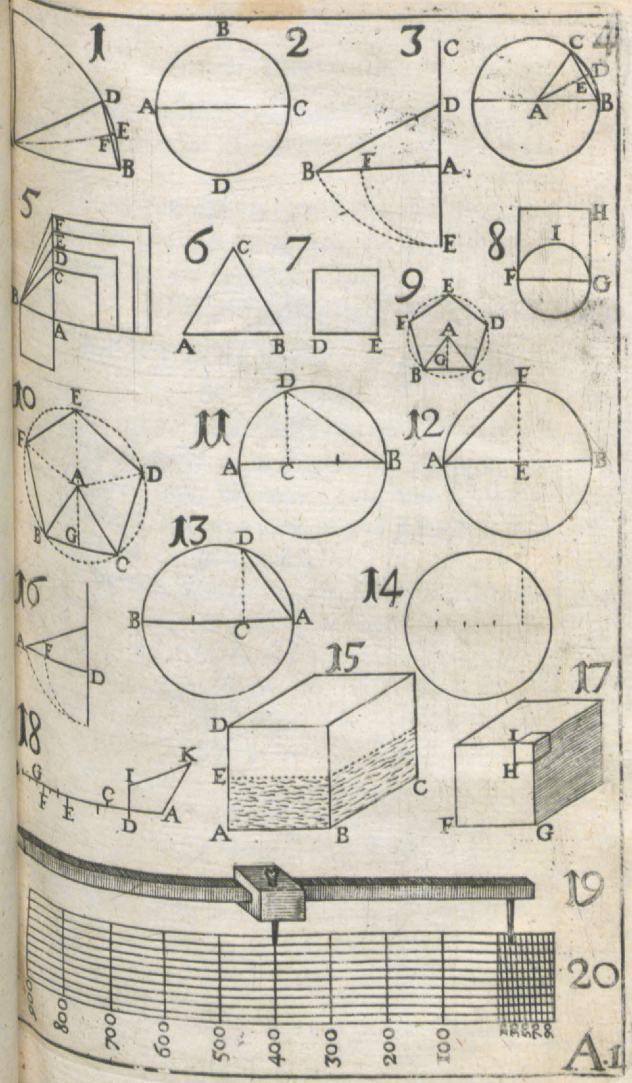 1 2 3 4
D E F B
B A C D
C D B F A E
C D E A B
5 6 7 8
E E D C B A
C A B
D E
H I F G
9
E F D A G B C
10 11 12
E F D A B G C
D A C B
F A E B
13 14
D B C A
15 16 17
A F D
D E A B C
I H F G
18
G F E C D I K A
19
20
900 800 700 600 500 400 300 200 100
A.1